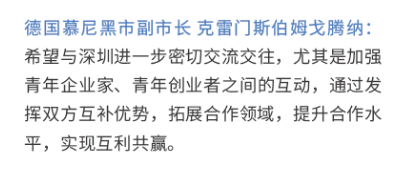 德国慕尼黑市副市长 克雷门斯伯姆戈腾纳：
希望与深圳进一步密切交流交往，尤其是加强
青年企业家、青年创业者之间的互动，通过发
挥双方互补优势，拓展合作领域，提升合作水
平，实现互利共赢。